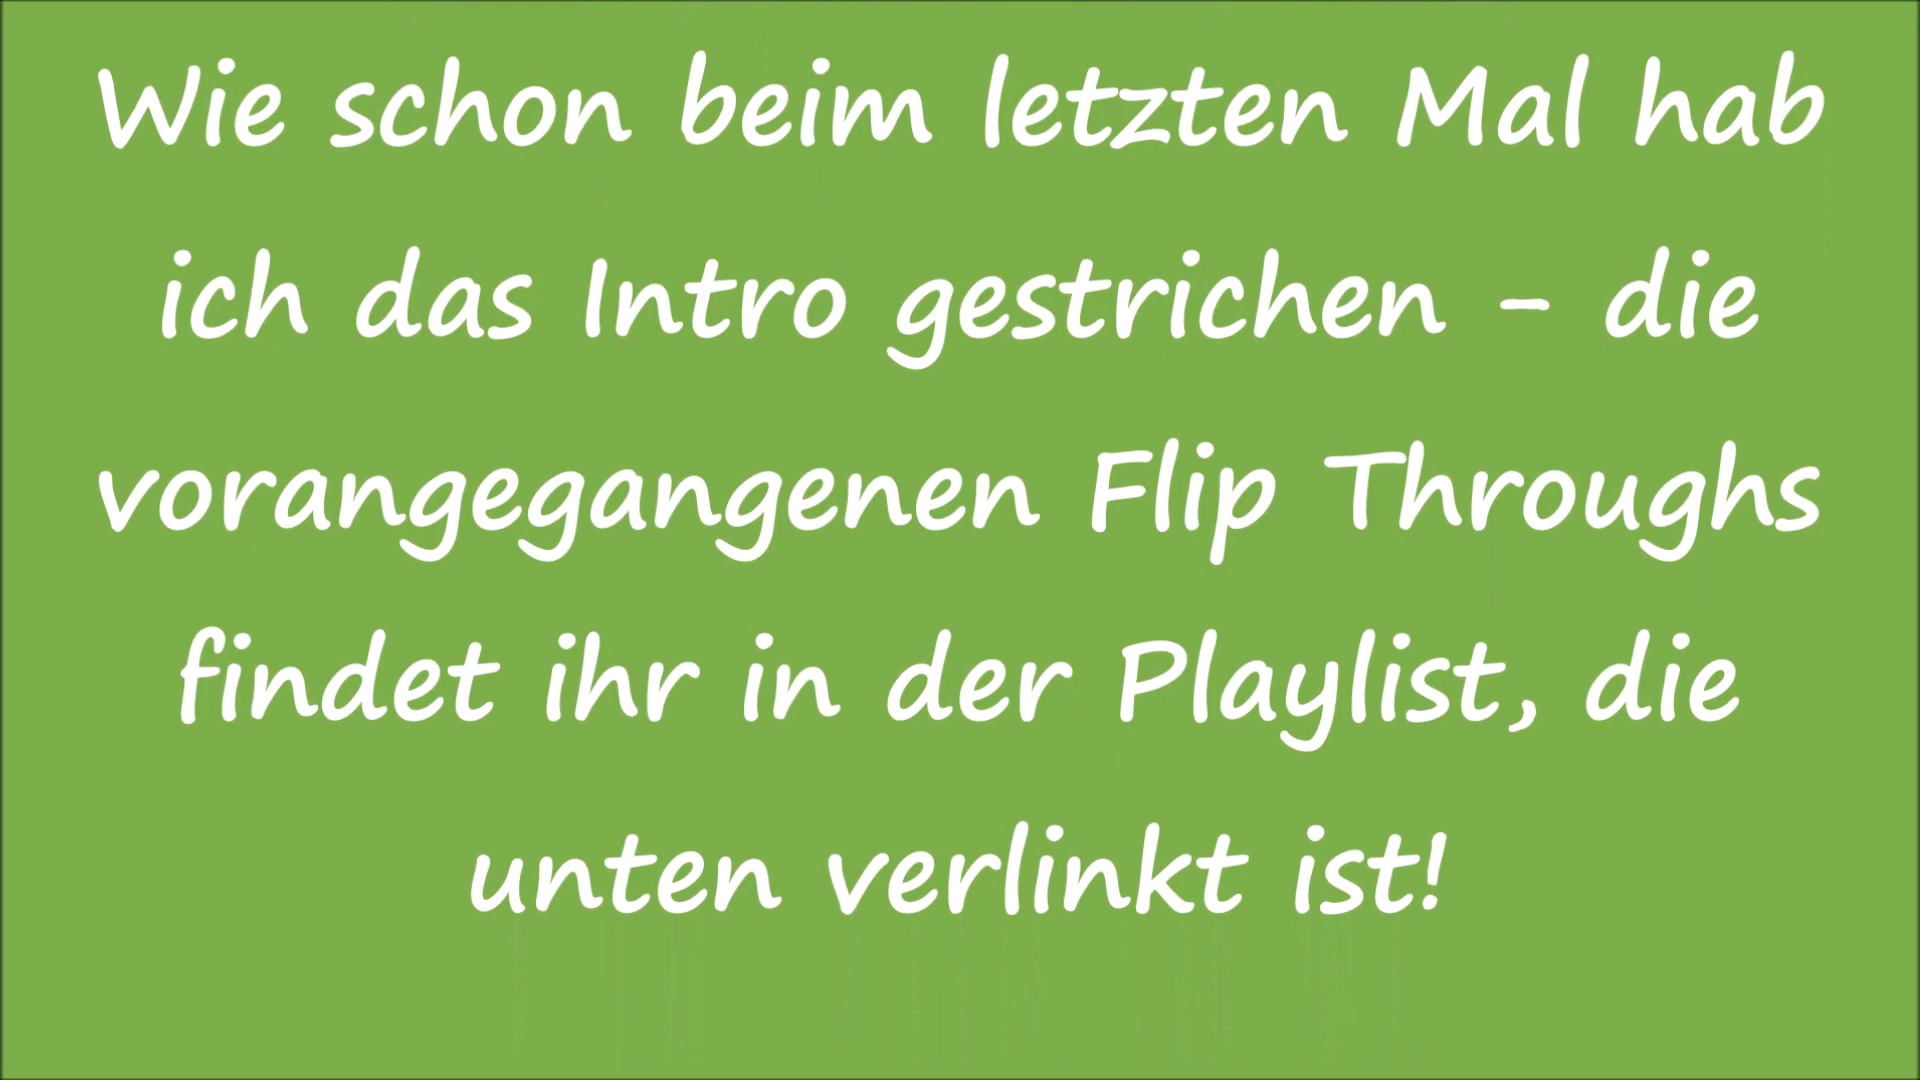 Wie schon beim letzten Mal hab
ich das Intro gestrichen - die
vorangegangenen Flip Throughs
findet ihr in der Playlist, die
unten verlinkt ist!